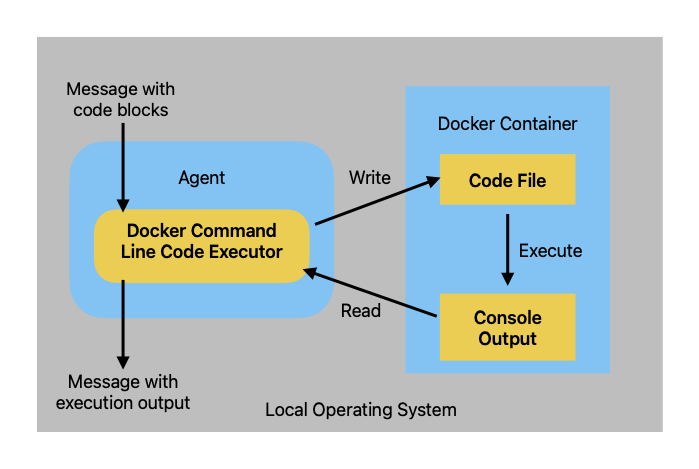 Message with
code blocks
Agent
Docker Command
Line Code Executor
Message with
execution output
Write
Read
Docker Container
Code File
Execute
Console
Output
Local Operating System